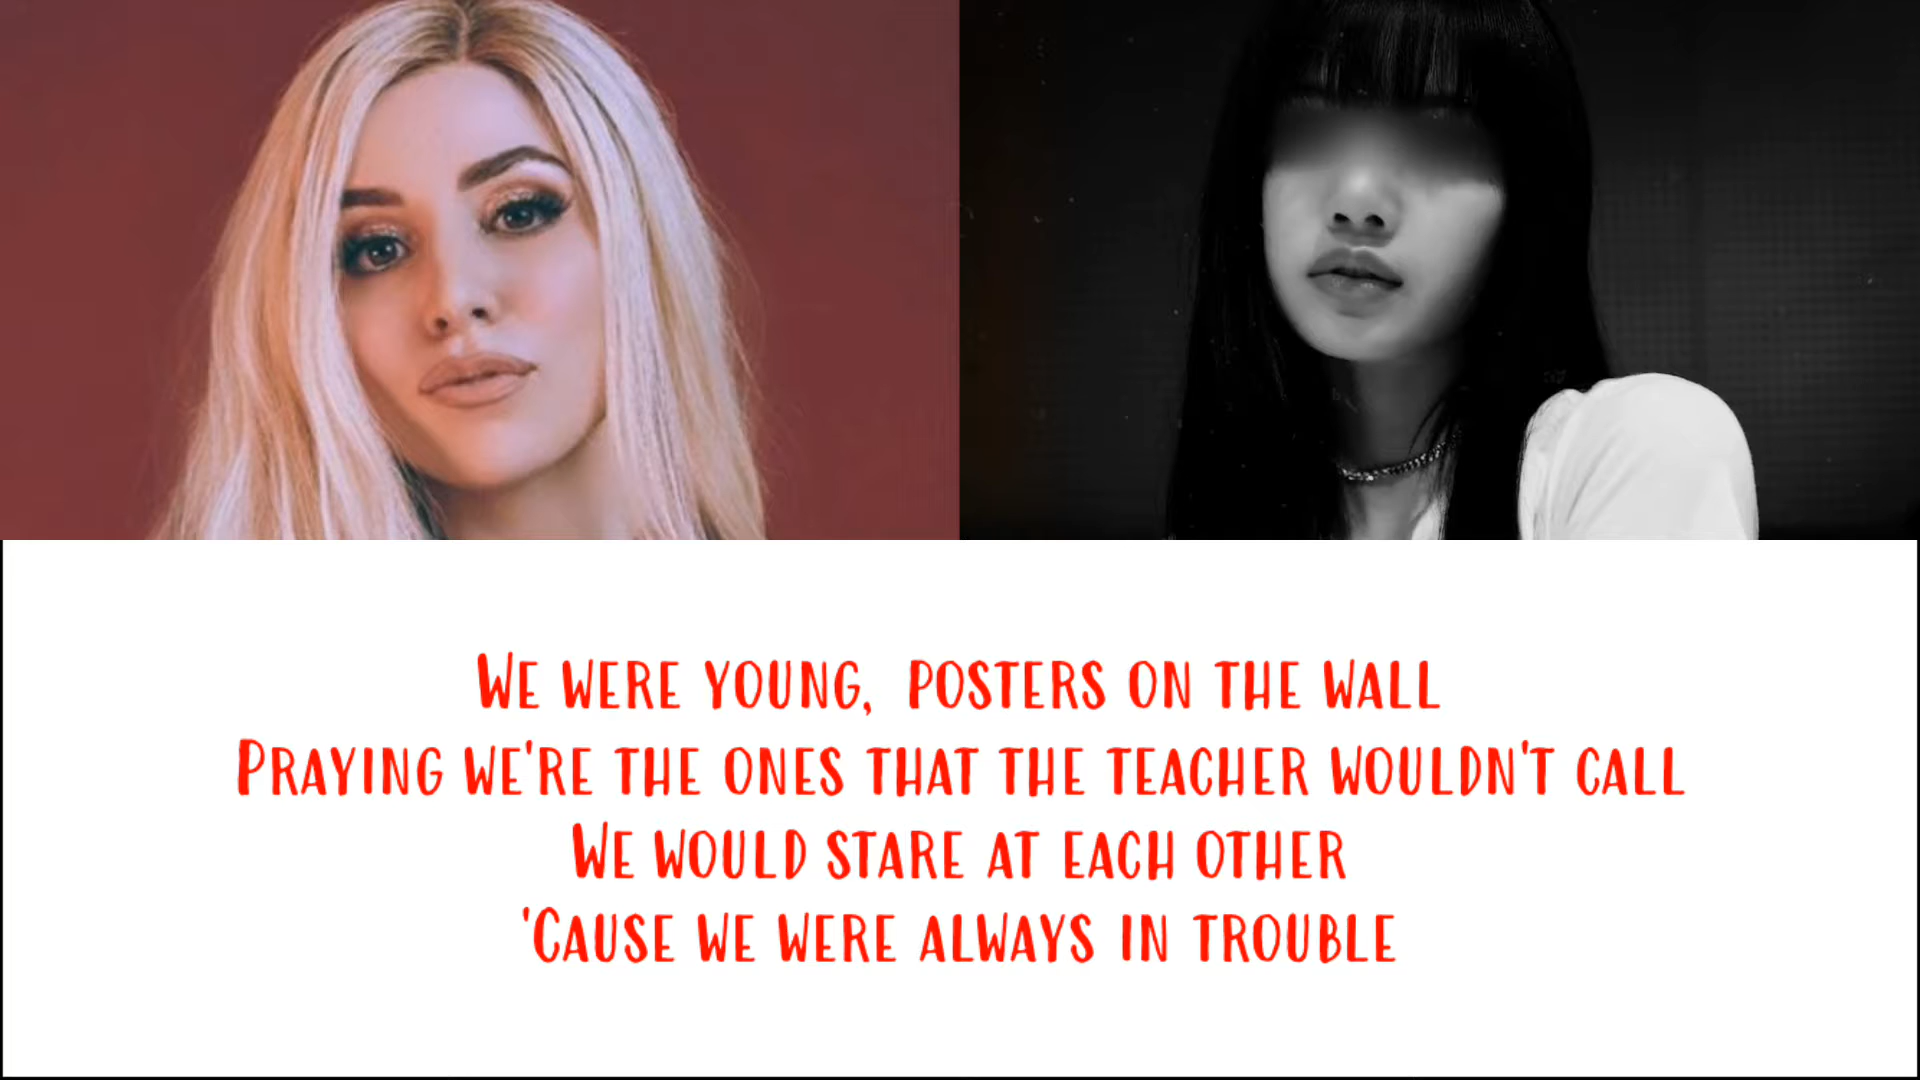 We were young, posters on the wall
Praying we're the ones that the teacher wouldn't call
We would stare at each other
'Cause we were always in trouble